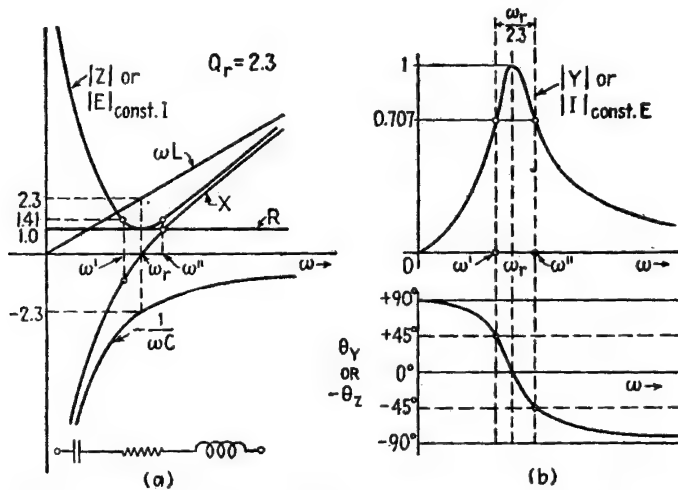 |Z| or
|E|const.I
Qr = 2.3
ωL
X
R
2.3
1.41
1.0
ω'
ωr
ω"
ω→
-2.3
1
ωC
(a)
ωr
2.3
1
|Y| or
|I|const.E
0.707
0
ω'
ωr
ω"
ω→
+90°
+45°
θY
OR
-θZ
0°
ω→
-45°
-90°
(b)